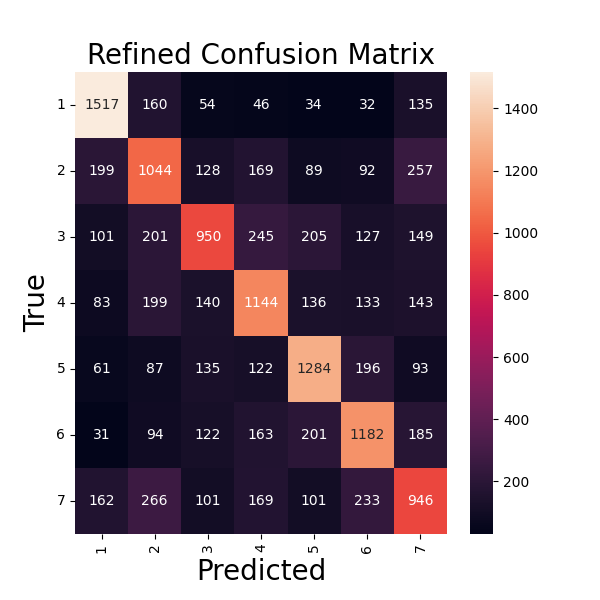 Refined Confusion Matrix
1 1517 160 54 46 34 32 135
2 199 1044 128 169 89 92 257
3 101 201 950 245 205 127 149
4 83 199 140 1144 136 133 143
5 61 87 135 122 1284 196 93
6 31 94 122 163 201 1182 185
7 162 266 101 169 101 233 946
1 2 3 4 5 6 7
True
Predicted
1400
1200
1000
800
600
400
200